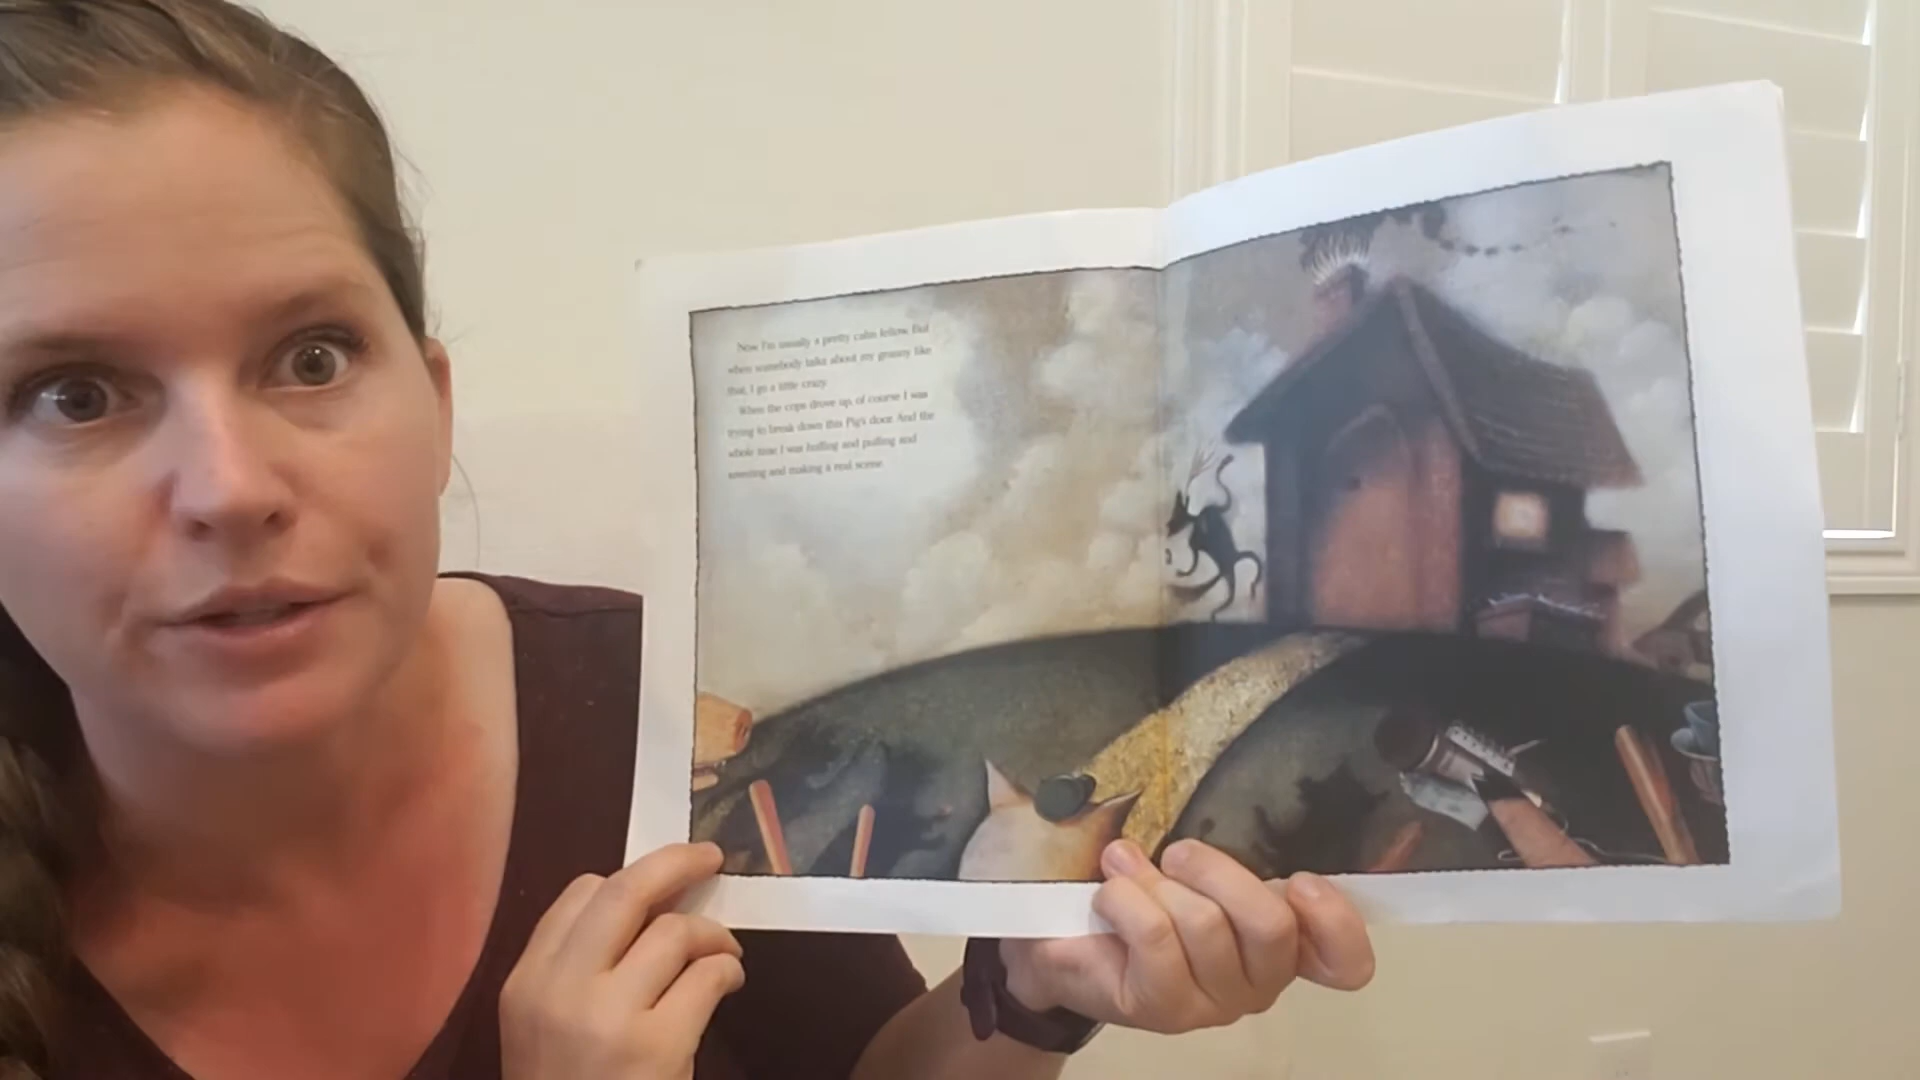 Now I'm usually a pretty calm fellow. But
when somebody talks about my granny like
that, I go a little crazy.
When the cops drove up, of course I was
trying to break down this Pig's door. And the
whole time I was huffing and puffing and
sneezing and making a real scene.